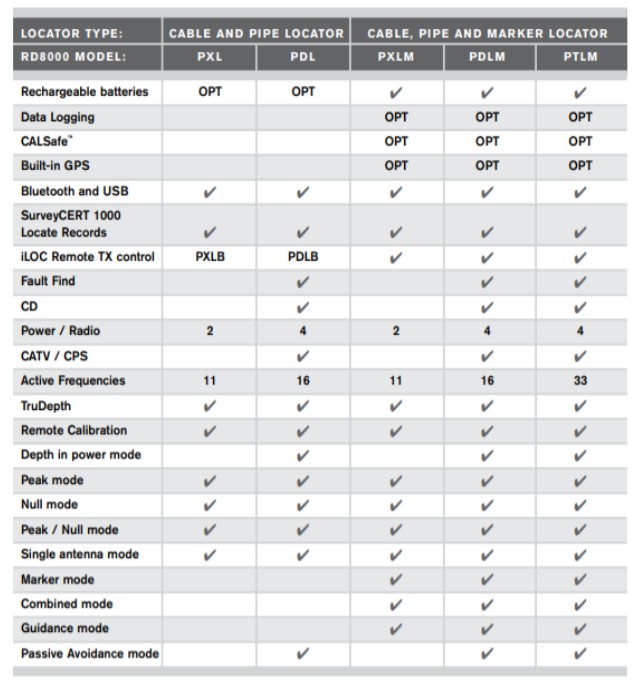 LOCATOR TYPE: CABLE AND PIPE LOCATOR CABLE, PIPE AND MARKER LOCATOR
RD8000 MODEL: PXL PDL PXLM PDLM PTLM
Rechargeable batteries OPT OPT ✓ ✓ ✓
Data Logging OPT OPT OPT
CALSafe™ OPT OPT OPT
Built-in GPS OPT OPT OPT
Bluetooth and USB ✓ ✓ ✓ ✓ ✓
SurveyCERT 1000
Locate Records ✓ ✓ ✓ ✓ ✓
iLOC Remote TX control PXLB PDLB ✓ ✓ ✓
Fault Find ✓ ✓ ✓
CD ✓ ✓ ✓
Power / Radio 2 4 2 4 4
CATV / CPS ✓ ✓ ✓
Active Frequencies 11 16 11 16 33
TruDepth ✓ ✓ ✓ ✓ ✓
Remote Calibration ✓ ✓ ✓ ✓ ✓
Depth in power mode ✓ ✓ ✓
Peak mode ✓ ✓ ✓ ✓ ✓
Null mode ✓ ✓ ✓ ✓ ✓
Peak / Null mode ✓ ✓ ✓ ✓ ✓
Single antenna mode ✓ ✓ ✓ ✓ ✓
Marker mode ✓ ✓ ✓
Combined mode ✓ ✓ ✓
Guidance mode ✓ ✓ ✓
Passive Avoidance mode ✓ ✓ ✓